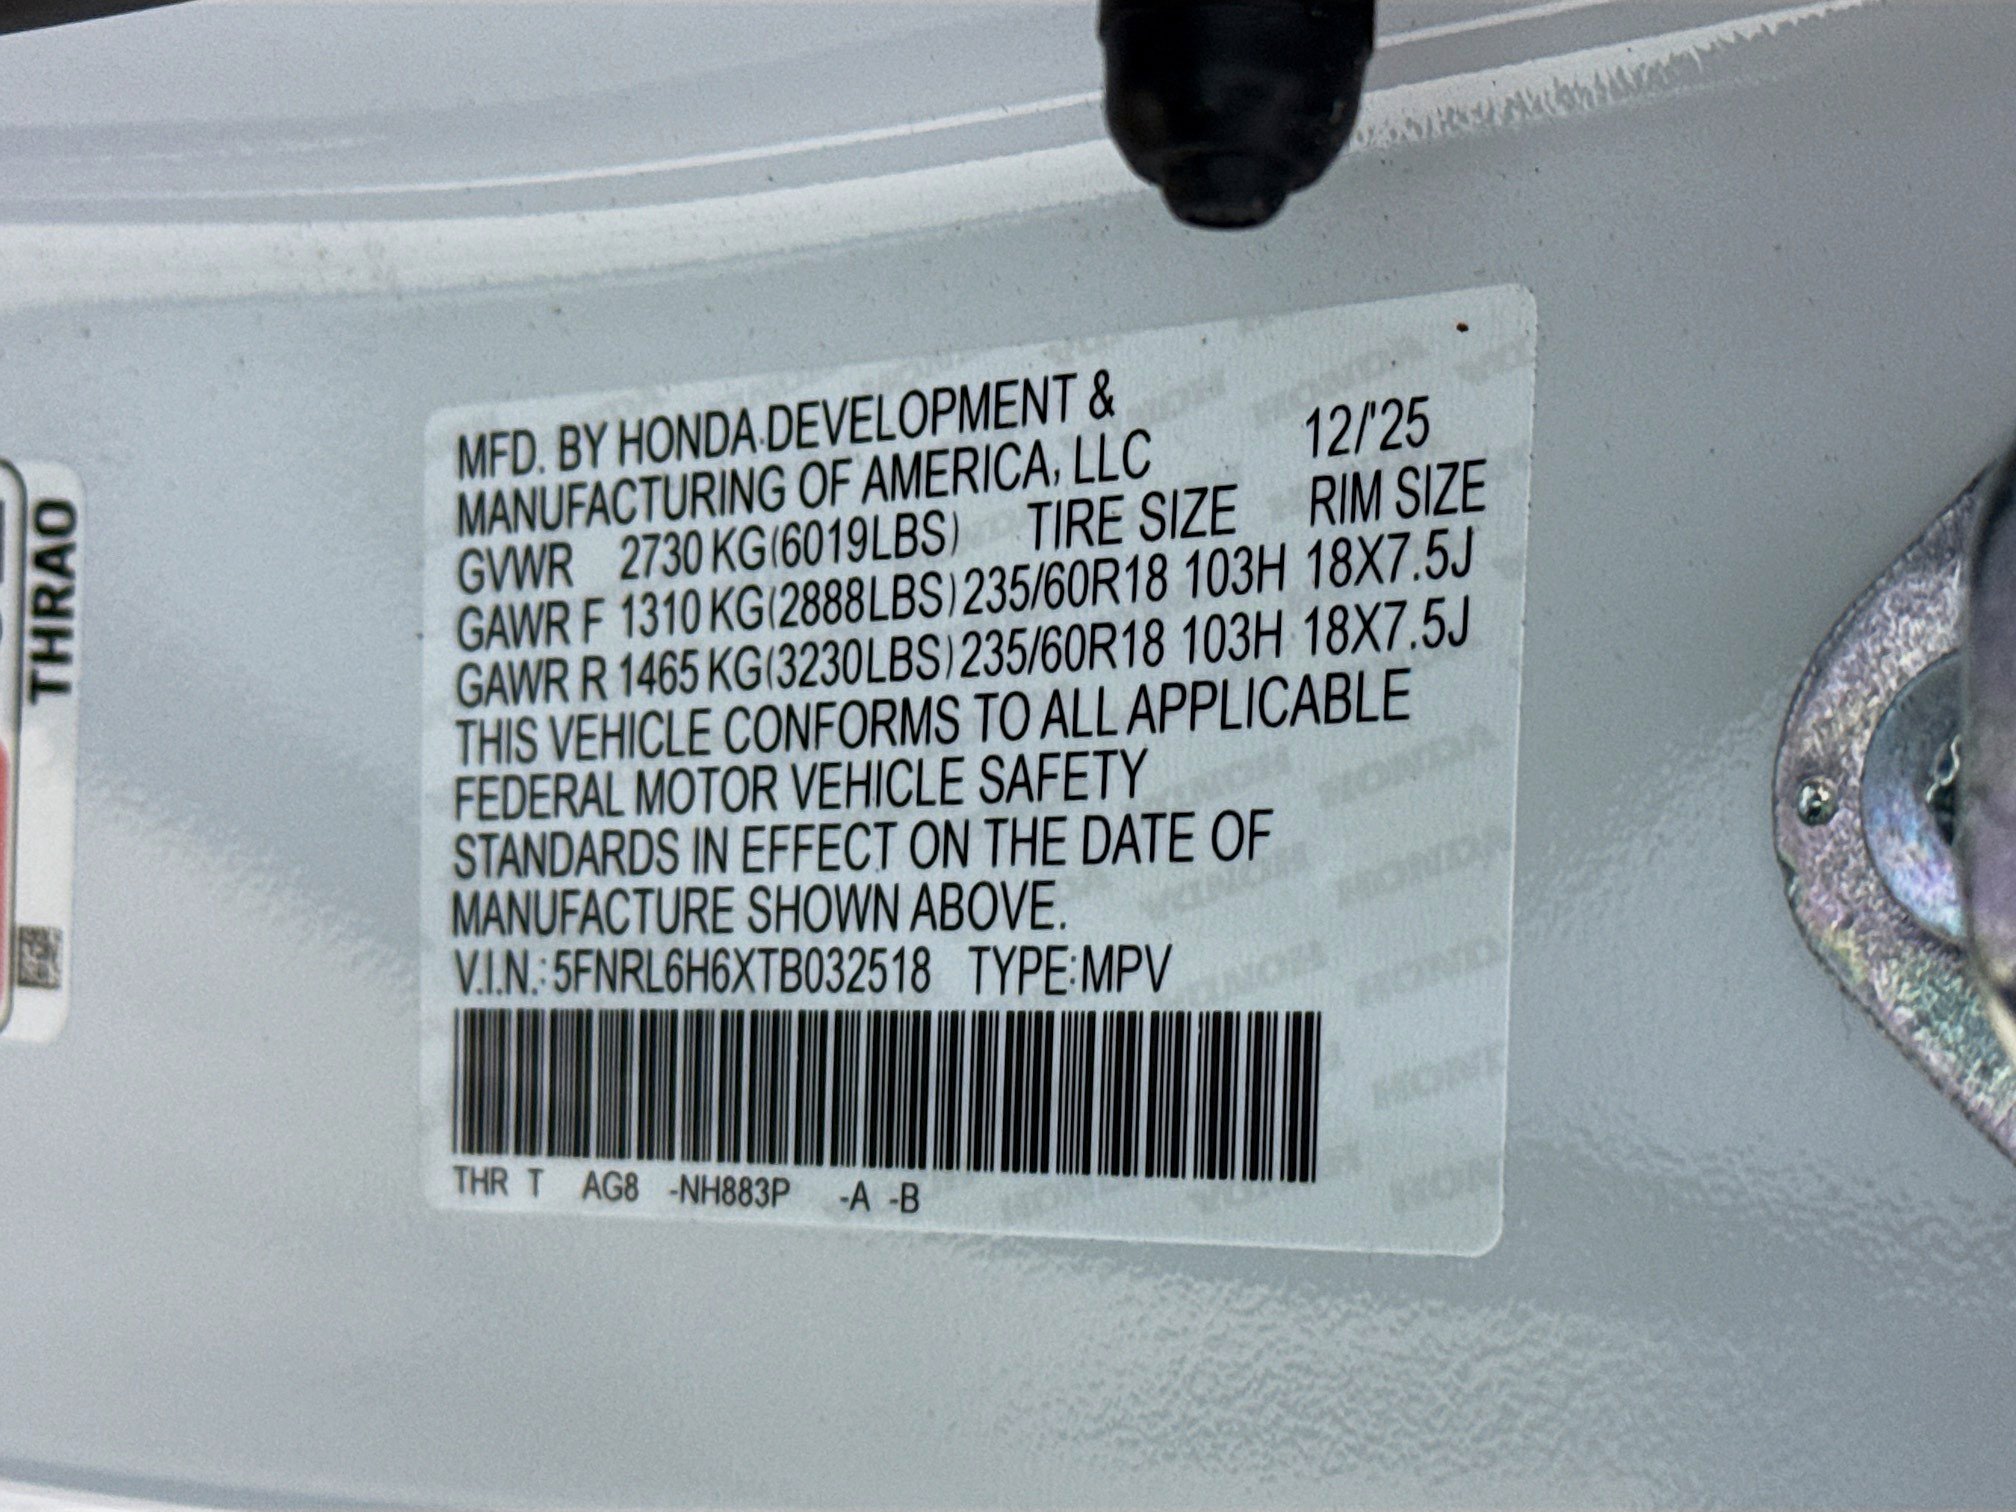 MFD. BY HONDA DEVELOPMENT &
MANUFACTURING OF AMERICA, LLC 12/'25
GVWR 2730 KG(6019LBS) TIRE SIZE RIM SIZE
GAWR F 1310 KG(2888LBS) 235/60R18 103H 18X7.5J
GAWR R 1465 KG(3230LBS) 235/60R18 103H 18X7.5J
THIS VEHICLE CONFORMS TO ALL APPLICABLE
FEDERAL MOTOR VEHICLE SAFETY
STANDARDS IN EFFECT ON THE DATE OF
MANUFACTURE SHOWN ABOVE.
V.I.N.: 5FNRL6H6XTB032518 TYPE:MPV
THR T AG8 -NH883P -A -B
THRAO
HONDA